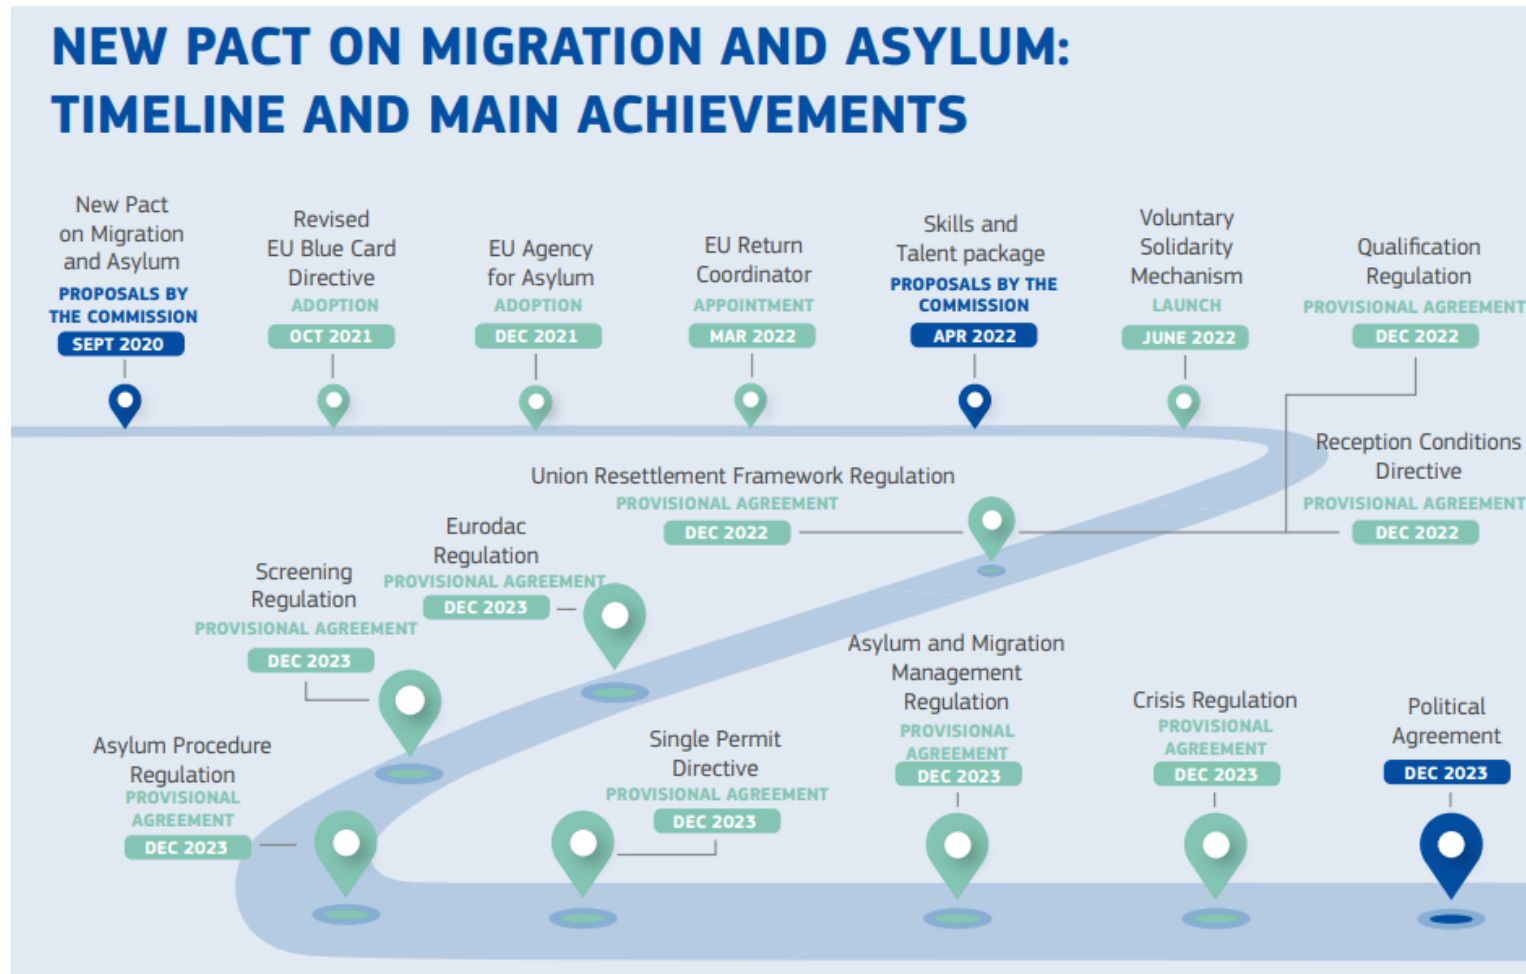 NEW PACT ON MIGRATION AND ASYLUM:
TIMELINE AND MAIN ACHIEVEMENTS
New Pact
on Migration
and Asylum
PROPOSALS BY
THE COMMISSION
SEPT 2020
Revised
EU Blue Card
Directive
ADOPTION
OCT 2021
EU Agency
for Asylum
ADOPTION
DEC 2021
EU Return
Coordinator
APPOINTMENT
MAR 2022
Skills and
Talent package
PROPOSALS BY THE
COMMISSION
APR 2022
Voluntary
Solidarity
Mechanism
LAUNCH
JUNE 2022
Qualification
Regulation
PROVISIONAL AGREEMENT
DEC 2022
Reception Conditions
Directive
PROVISIONAL AGREEMENT
DEC 2022
Union Resettlement Framework Regulation
PROVISIONAL AGREEMENT
DEC 2022
Eurodac
Regulation
PROVISIONAL AGREEMENT
DEC 2023
Screening
Regulation
PROVISIONAL AGREEMENT
DEC 2023
Asylum Procedure
Regulation
PROVISIONAL
AGREEMENT
DEC 2023
Single Permit
Directive
PROVISIONAL AGREEMENT
DEC 2023
Asylum and Migration
Management
Regulation
PROVISIONAL
AGREEMENT
DEC 2023
Crisis Regulation
PROVISIONAL
AGREEMENT
DEC 2023
Political
Agreement
DEC 2023